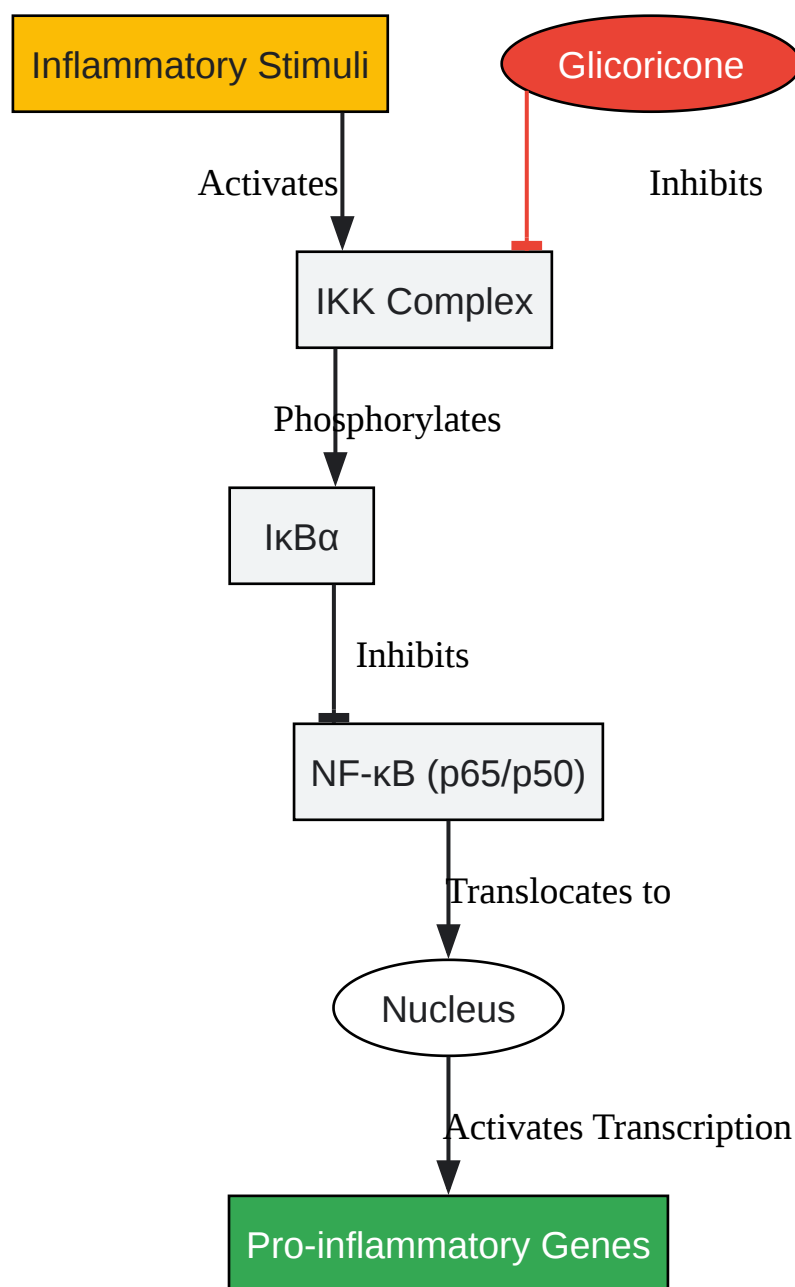 Inflammatory Stimuli
Glicoricone
Activates
Inhibits
IKK Complex
Phosphorylates
IκBα
Inhibits
NF-κB (p65/p50)
Translocates to
Nucleus
Activates Transcription
Pro-inflammatory Genes